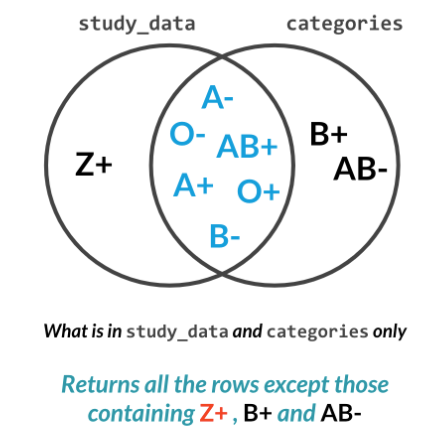 study_data categories
A-
O- AB+ B+
Z+ AB-
A+ O+
B-
What is in study_data and categories only
Returns all the rows except those
containing Z+ , B+ and AB-